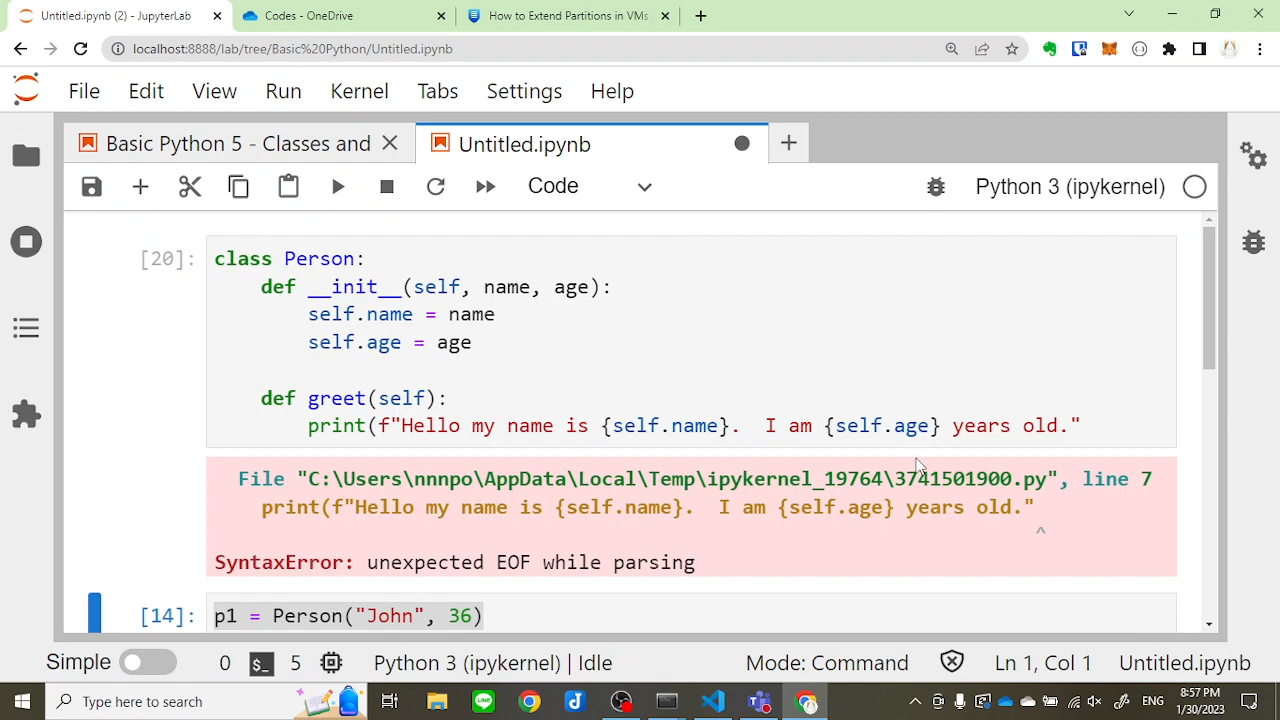 Untitled.ipynb (2) - JupyterLab
Codes - OneDrive
How to Extend Partitions in VMs
localhost:8888/lab/tree/Basic%20Python/Untitled.ipynb
File Edit View Run Kernel Tabs Settings Help
Basic Python 5 - Classes and
Untitled.ipynb
Code
Python 3 (ipykernel)
[20]:
class Person:
    def __init__(self, name, age):
        self.name = name
        self.age = age
    def greet(self):
        print(f"Hello my name is {self.name}.  I am {self.age} years old."
File "C:\Users\nnnpo\AppData\Local\Temp\ipykernel_19764\3741501900.py", line 7
    print(f"Hello my name is {self.name}.  I am {self.age} years old."
^
SyntaxError: unexpected EOF while parsing
[14]:
p1 = Person("John", 36)
Simple 0 $_ 5 Python 3 (ipykernel) | Idle Mode: Command Ln 1, Col 1 Untitled.ipynb
Type here to search
ENG
8:57 PM
1/30/2023